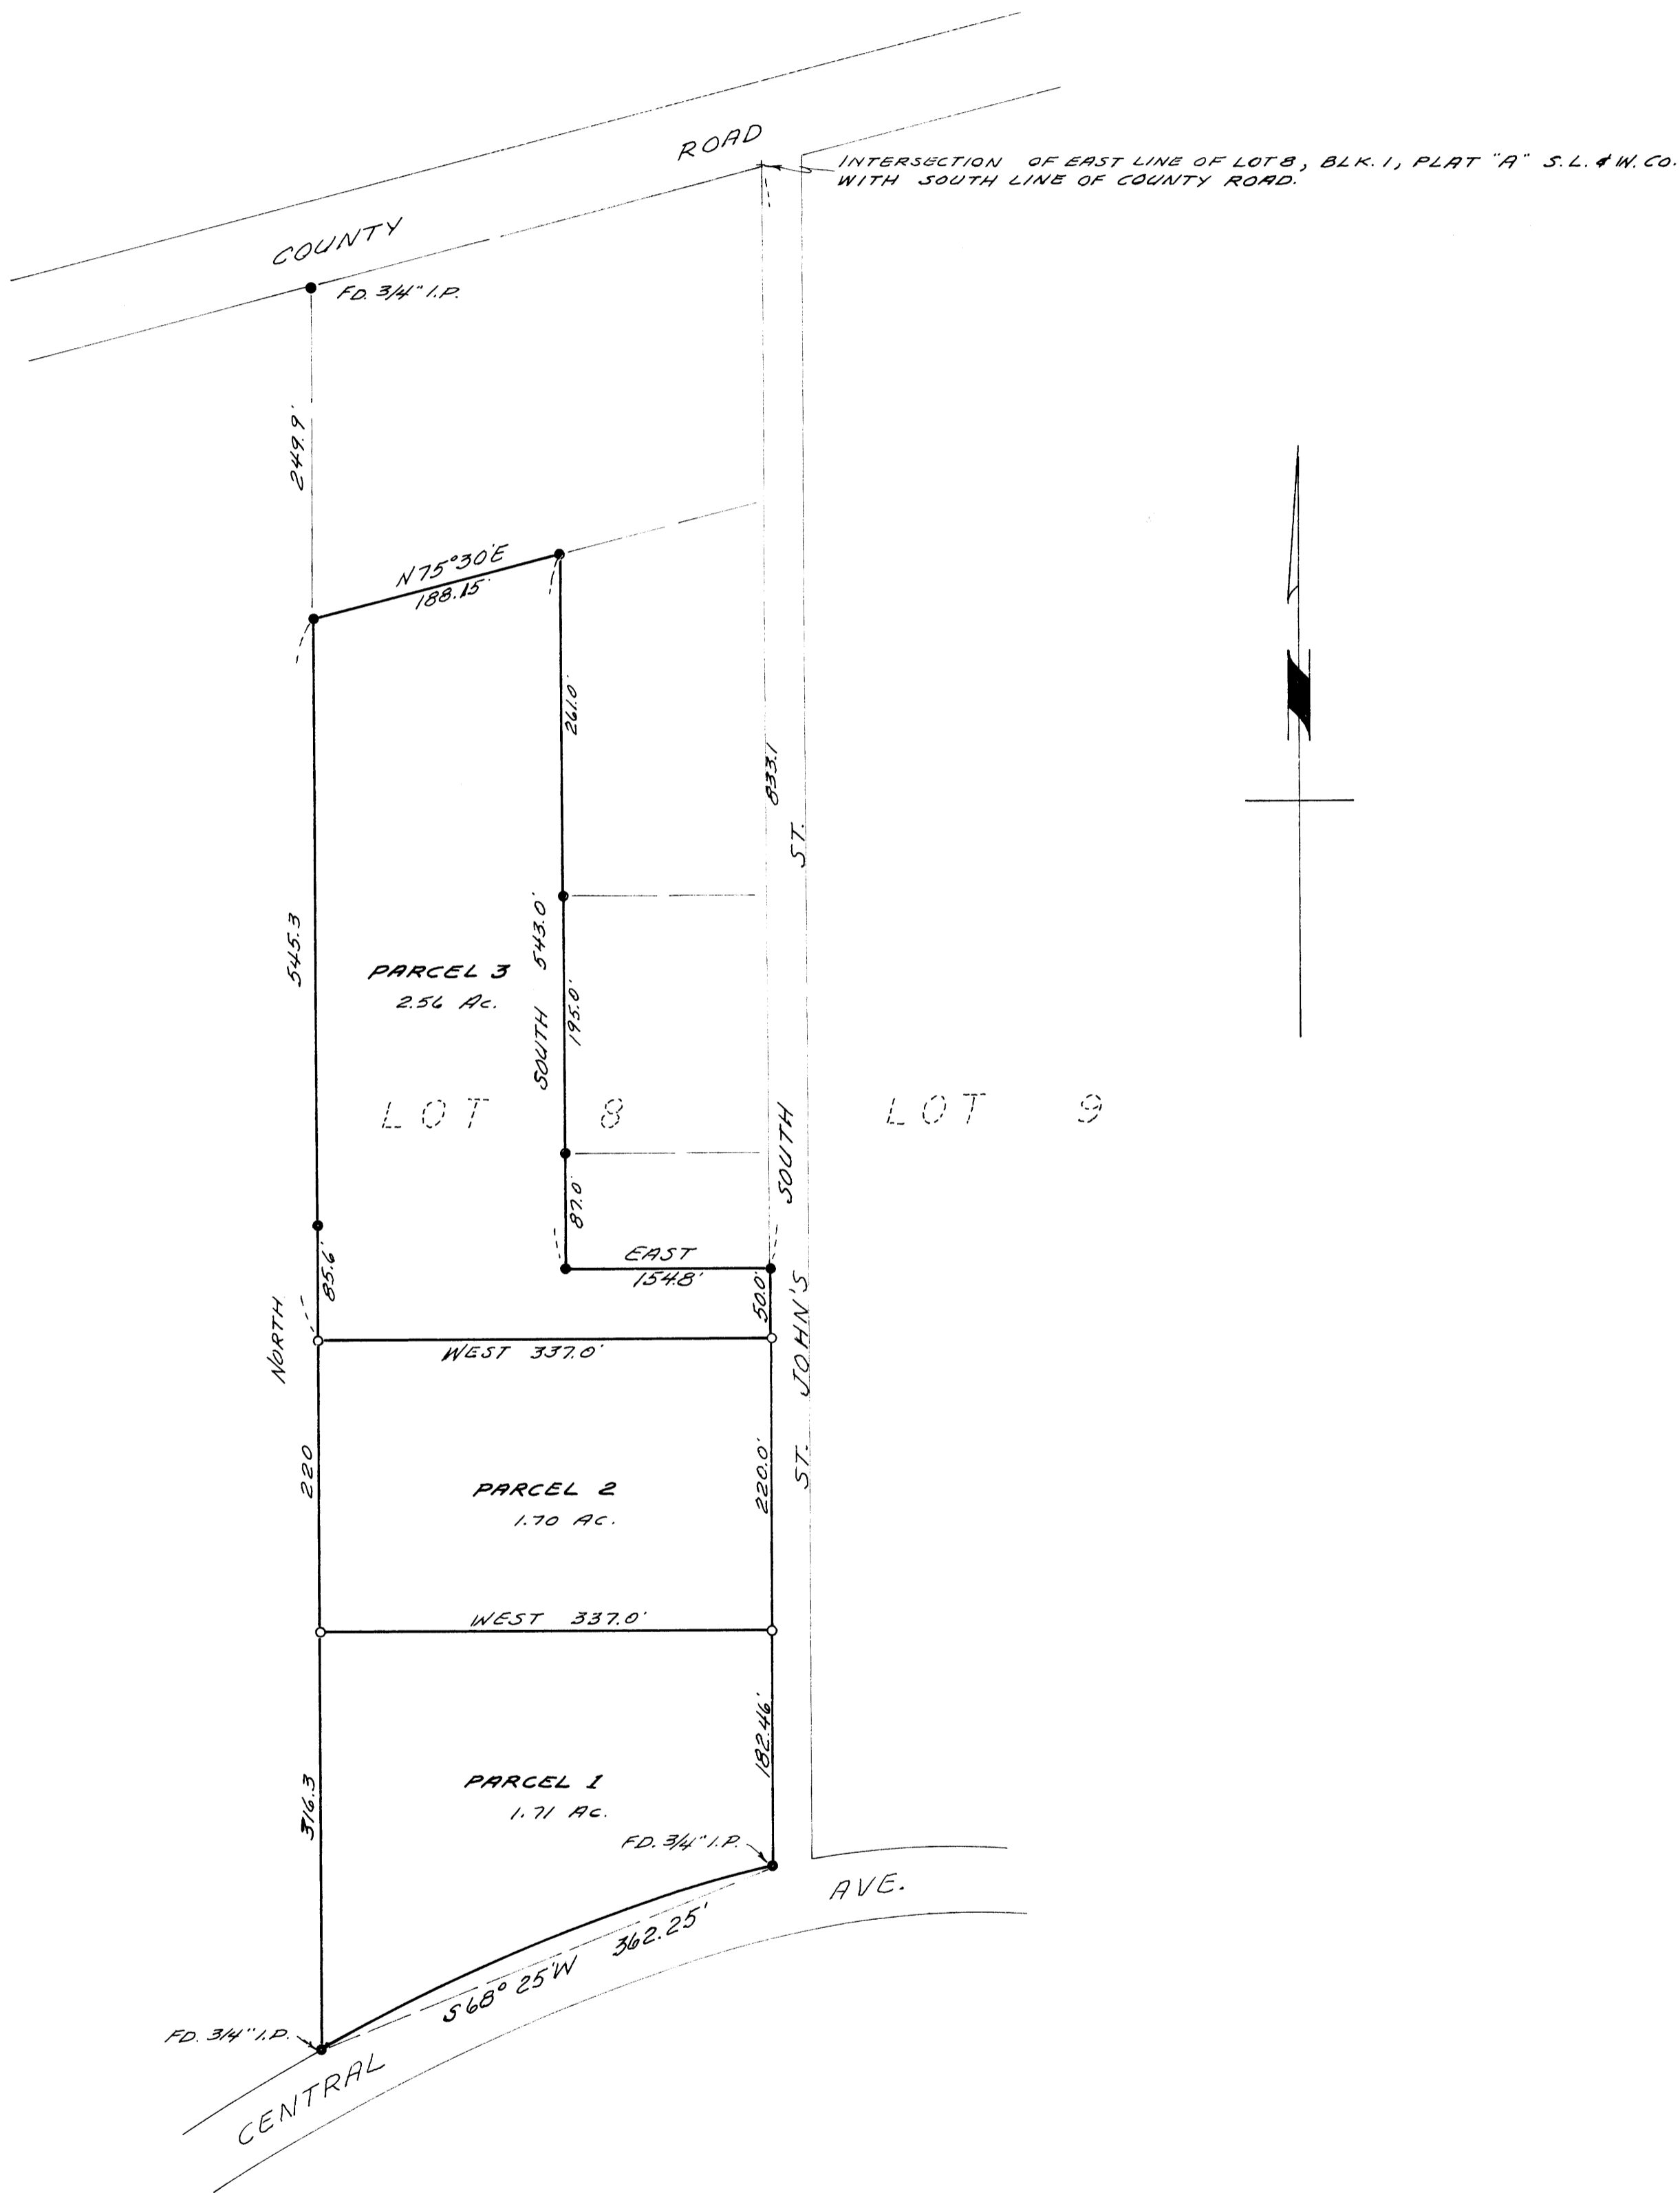 ROAD
INTERSECTION OF EAST LINE OF LOT 8, BLK. 1, PLAT "A" S.L. & W. CO.
WITH SOUTH LINE OF COUNTY ROAD.
COUNTY
FD. 3/4" I.P.
249.9'
N75°30'E
188.15'
261.0'
833.1
ST.
545.3
SOUTH 543.0'
PARCEL 3
2.56 Ac.
195.0'
LOT 8
LOT 9
SOUTH
87.0'
EAST
154.8'
85.6'
50.0'
NORTH
ST. JOHN'S
WEST 337.0'
220
220.0'
PARCEL 2
1.70 AC.
WEST 337.0'
182.46'
316.3
PARCEL 1
1.71 AC.
FD. 3/4" I.P.
AVE.
S68°25'W 362.25'
FD. 3/4" I.P.
CENTRAL